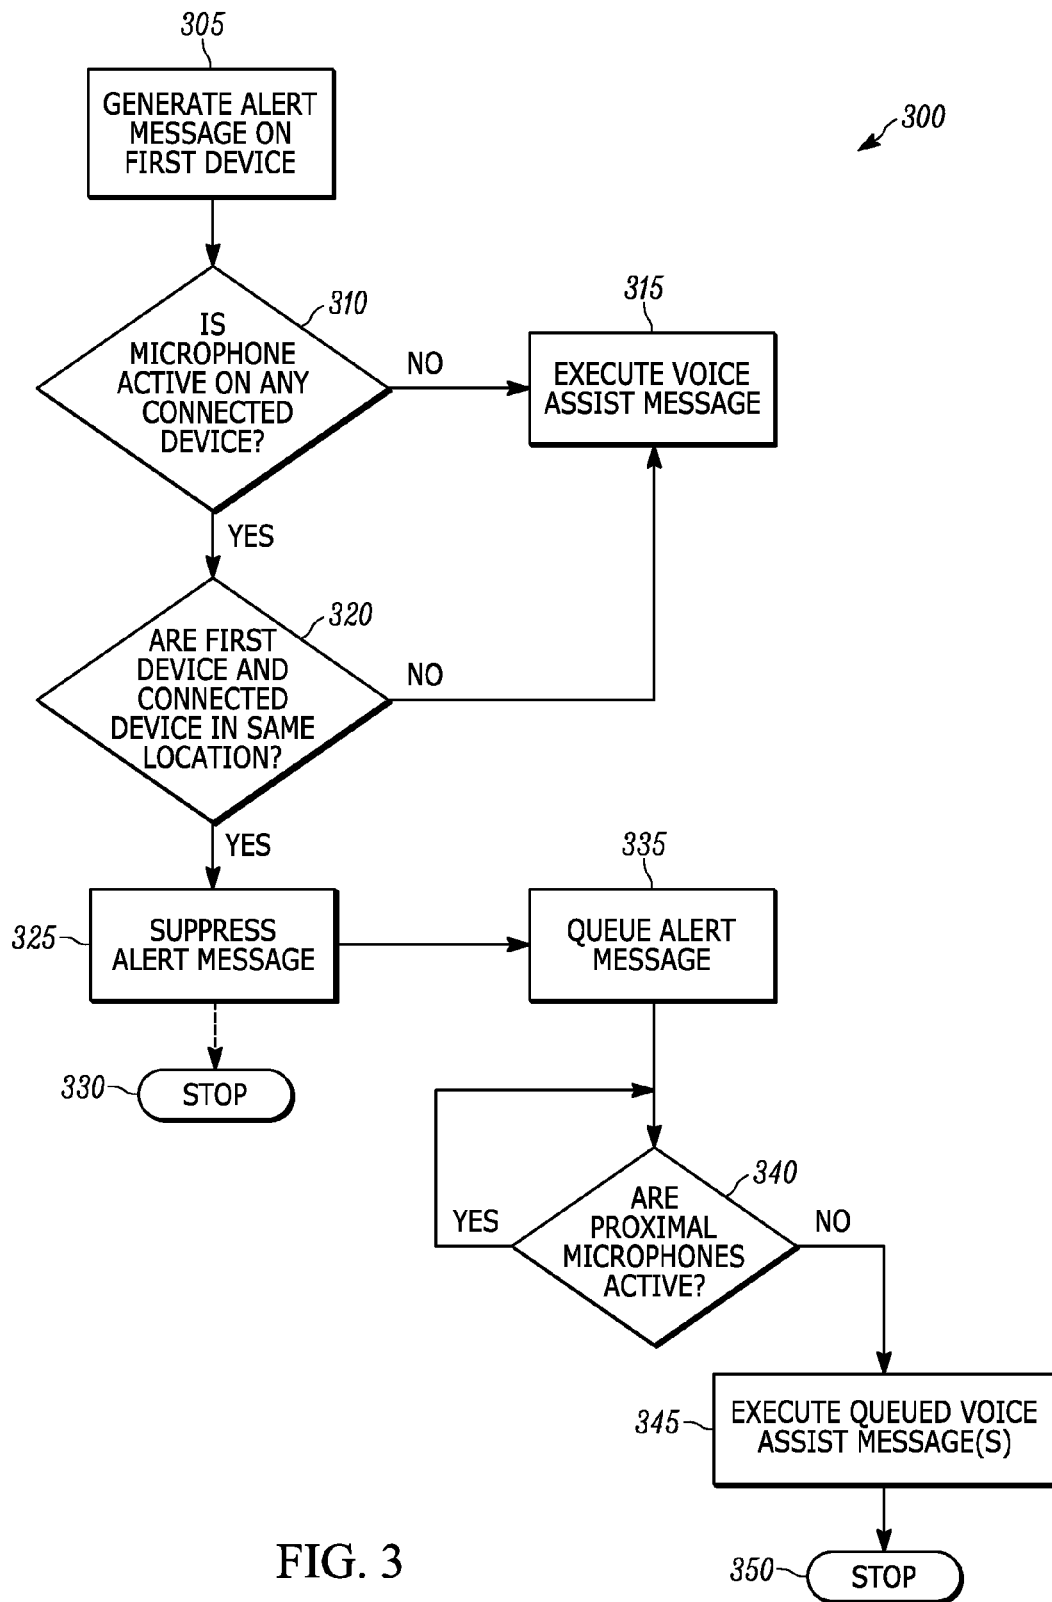 305
GENERATE ALERT
MESSAGE ON
FIRST DEVICE
300
310
IS
MICROPHONE
ACTIVE ON ANY
CONNECTED
DEVICE?
NO
315
EXECUTE VOICE
ASSIST MESSAGE
YES
320
ARE FIRST
DEVICE AND
CONNECTED
DEVICE IN SAME
LOCATION?
NO
YES
325
SUPPRESS
ALERT MESSAGE
335
QUEUE ALERT
MESSAGE
330
STOP
340
ARE
PROXIMAL
MICROPHONES
ACTIVE?
YES
NO
345
EXECUTE QUEUED VOICE
ASSIST MESSAGE(S)
350
STOP
FIG. 3